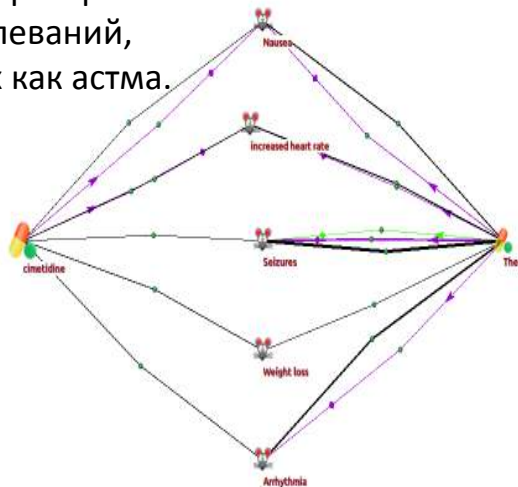 леваний,
как астма.
Nausea
increased heart rate
Seizures
cimetidine
The
Weight loss
Arrhythmia